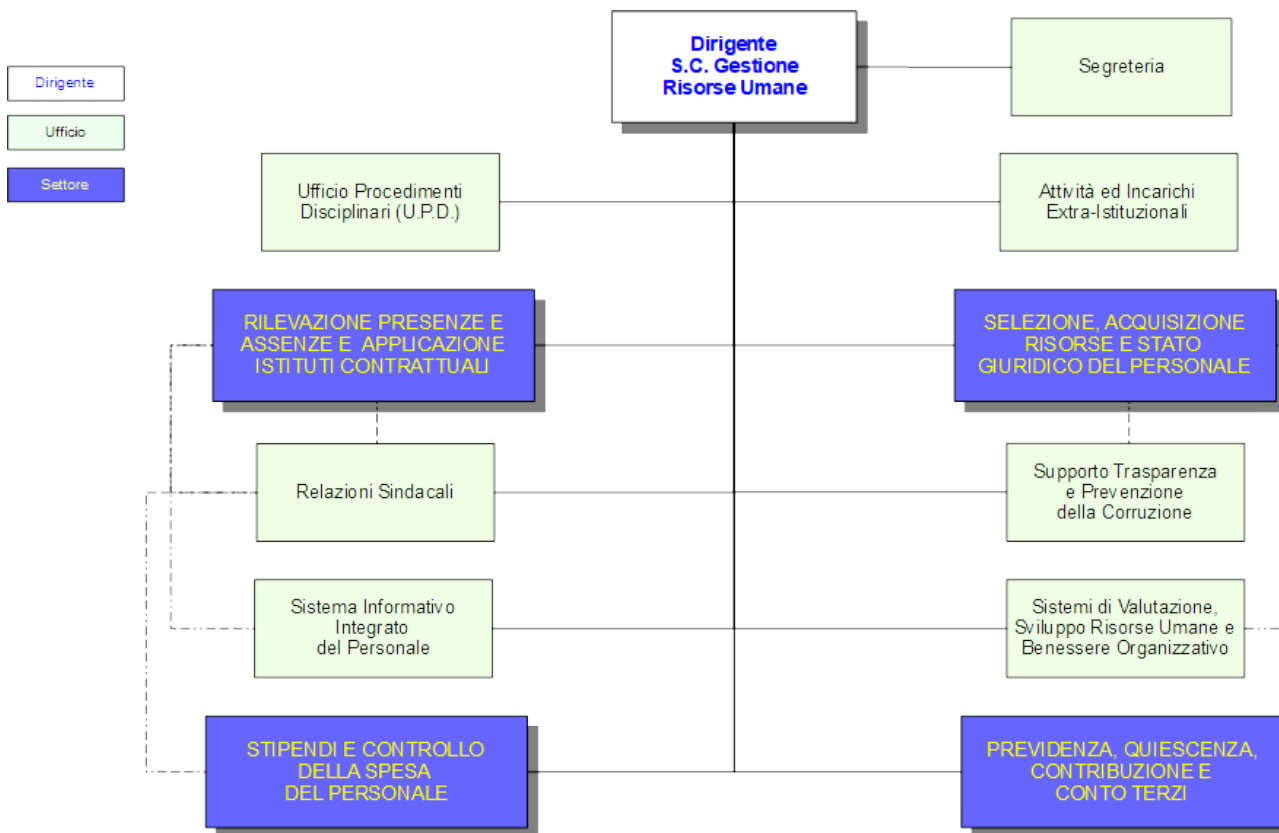 Dirigente
S.C. Gestione
Risorse Umane
Segreteria
Dirigente
Ufficio
Settore
Ufficio Procedimenti
Disciplinari (U.P.D.)
Attività ed Incarichi
Extra-Istituzionali
RILEVAZIONE PRESENZE E
ASSENZE E APPLICAZIONE
ISTITUTI CONTRATTUALI
SELEZIONE, ACQUISIZIONE
RISORSE E STATO
GIURIDICO DEL PERSONALE
Relazioni Sindacali
Supporto Trasparenza
e Prevenzione
della Corruzione
Sistema Informativo
Integrato
del Personale
Sistemi di Valutazione,
Sviluppo Risorse Umane e
Benessere Organizzativo
STIPENDI E CONTROLLO
DELLA SPESA
DEL PERSONALE
PREVIDENZA, QUIESCENZA,
CONTRIBUZIONE E
CONTO TERZI